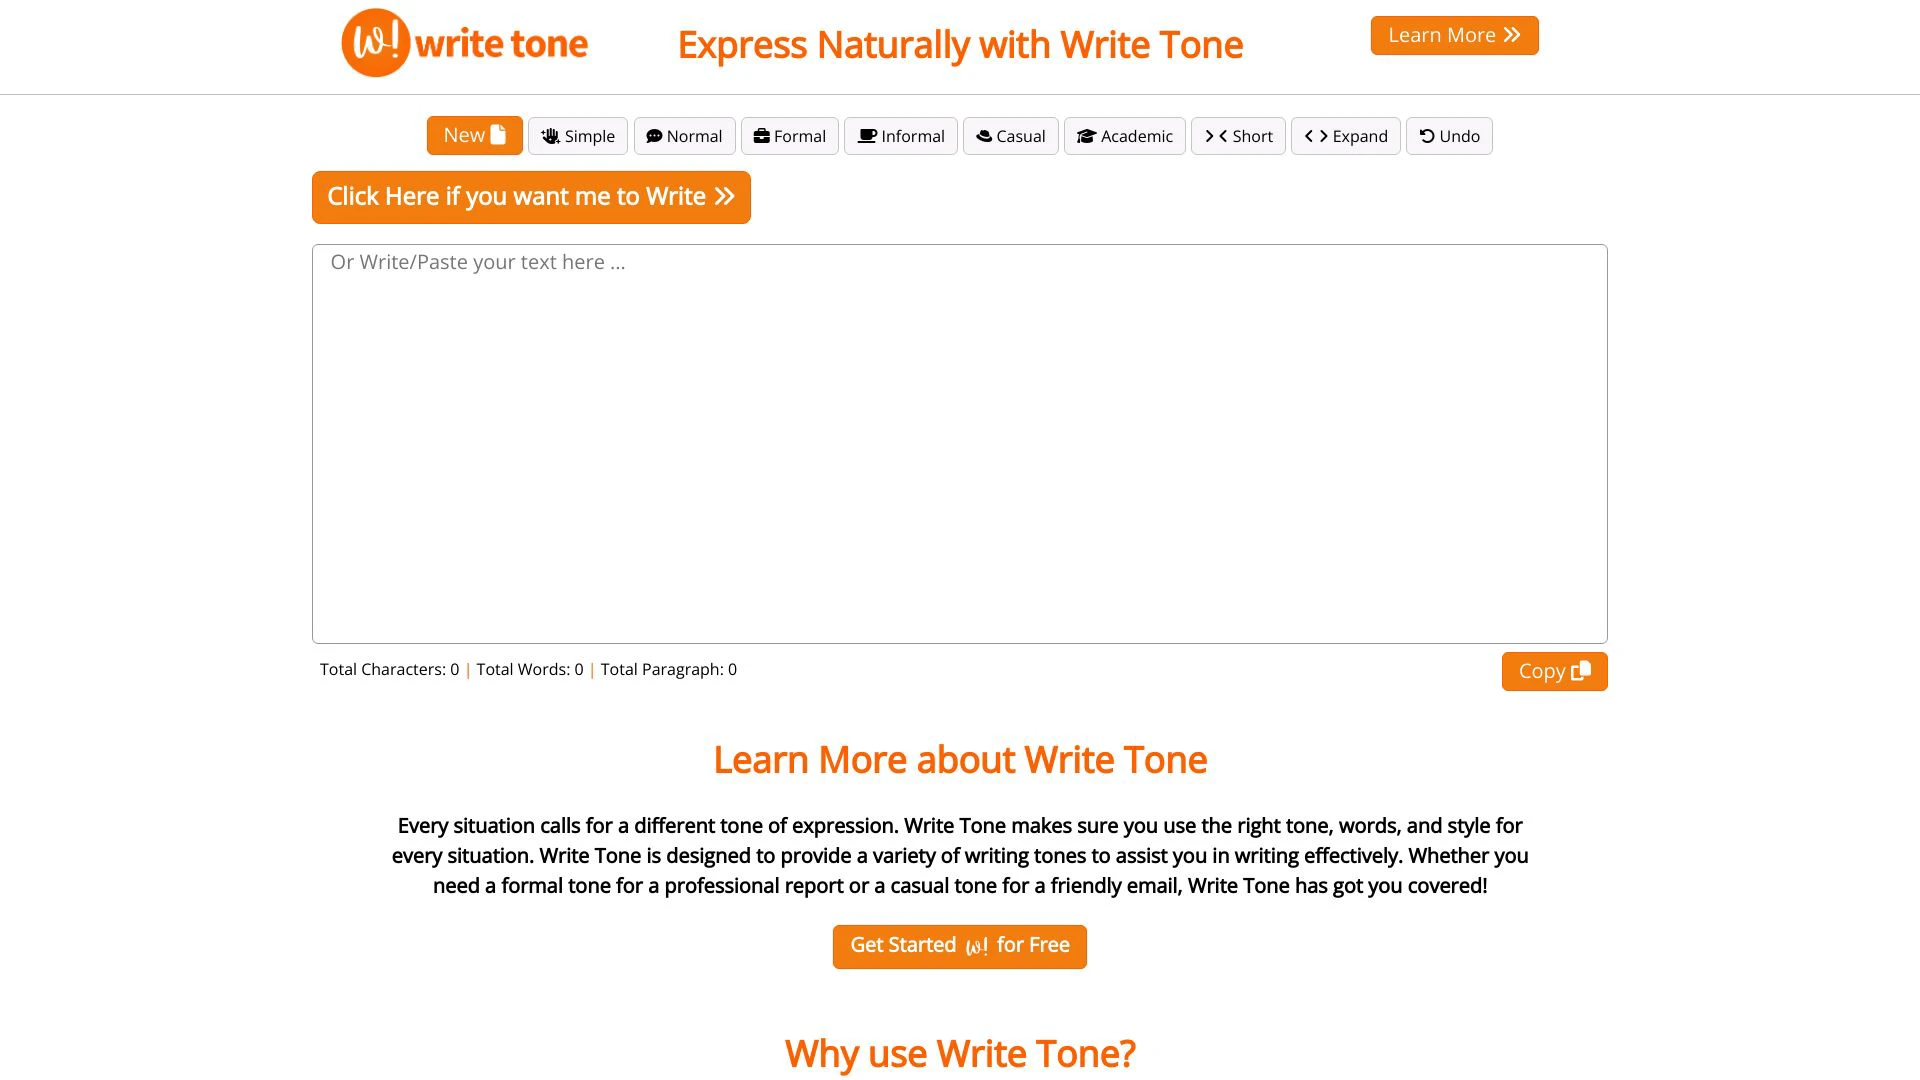 w! write tone
Express Naturally with Write Tone
Learn More
New
Simple
Normal
Formal
Informal
Casual
Academic
Short
Expand
Undo
Click Here if you want me to Write
Or Write/Paste your text here ...
Total Characters: 0 | Total Words: 0 | Total Paragraph: 0
Copy
Learn More about Write Tone
Every situation calls for a different tone of expression. Write Tone makes sure you use the right tone, words, and style for
every situation. Write Tone is designed to provide a variety of writing tones to assist you in writing effectively. Whether you
need a formal tone for a professional report or a casual tone for a friendly email, Write Tone has got you covered!
Get Started w! for Free
Why use Write Tone?